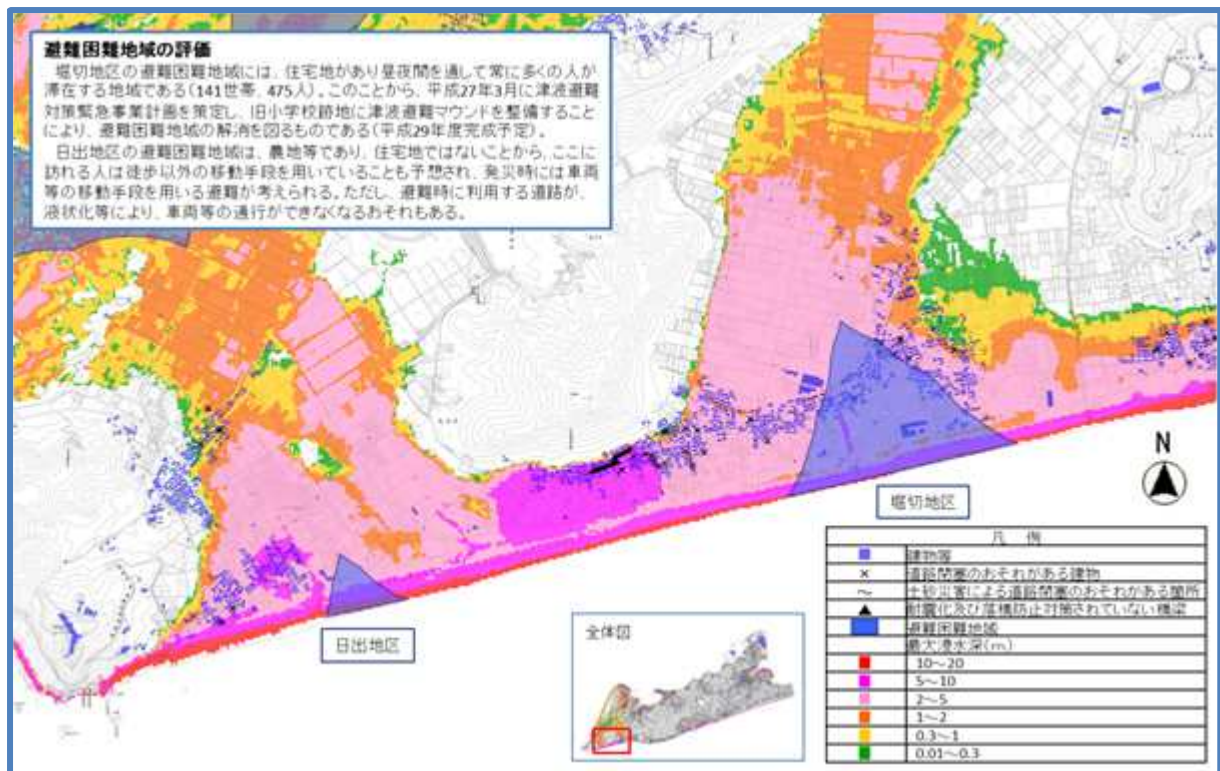 避難困難地域の評価
堀切地区の避難困難地域には、住宅地があり昼夜間を通して常に多くの人が
滞在する地域である(141世帯、475人)。このことから、平成27年3月に津波避難
対策緊急事業計画を策定し、旧小学校跡地に津波避難マウンドを整備すること
により、避難困難地域の解消を図るものである(平成29年度完成予定)。
日出地区の避難困難地域は、農地等であり、住宅地ではないことから、ここに
訪れる人は徒歩以外の移動手段を用いていることも予想され、発災時には車両
等の移動手段を用いる避難が考えられる。ただし、避難時に利用する道路が、
液状化等により、車両等の通行ができなくなるおそれもある。
N
堀切地区
日出地区
全体図
凡 例
建物等
道路閉塞のおそれがある建物
土砂災害による道路閉塞のおそれがある箇所
耐震化及び落橋防止対策されていない橋梁
避難困難地域
最大浸水深(m)
10～20
5～10
2～5
1～2
0.3～1
0.01～0.3